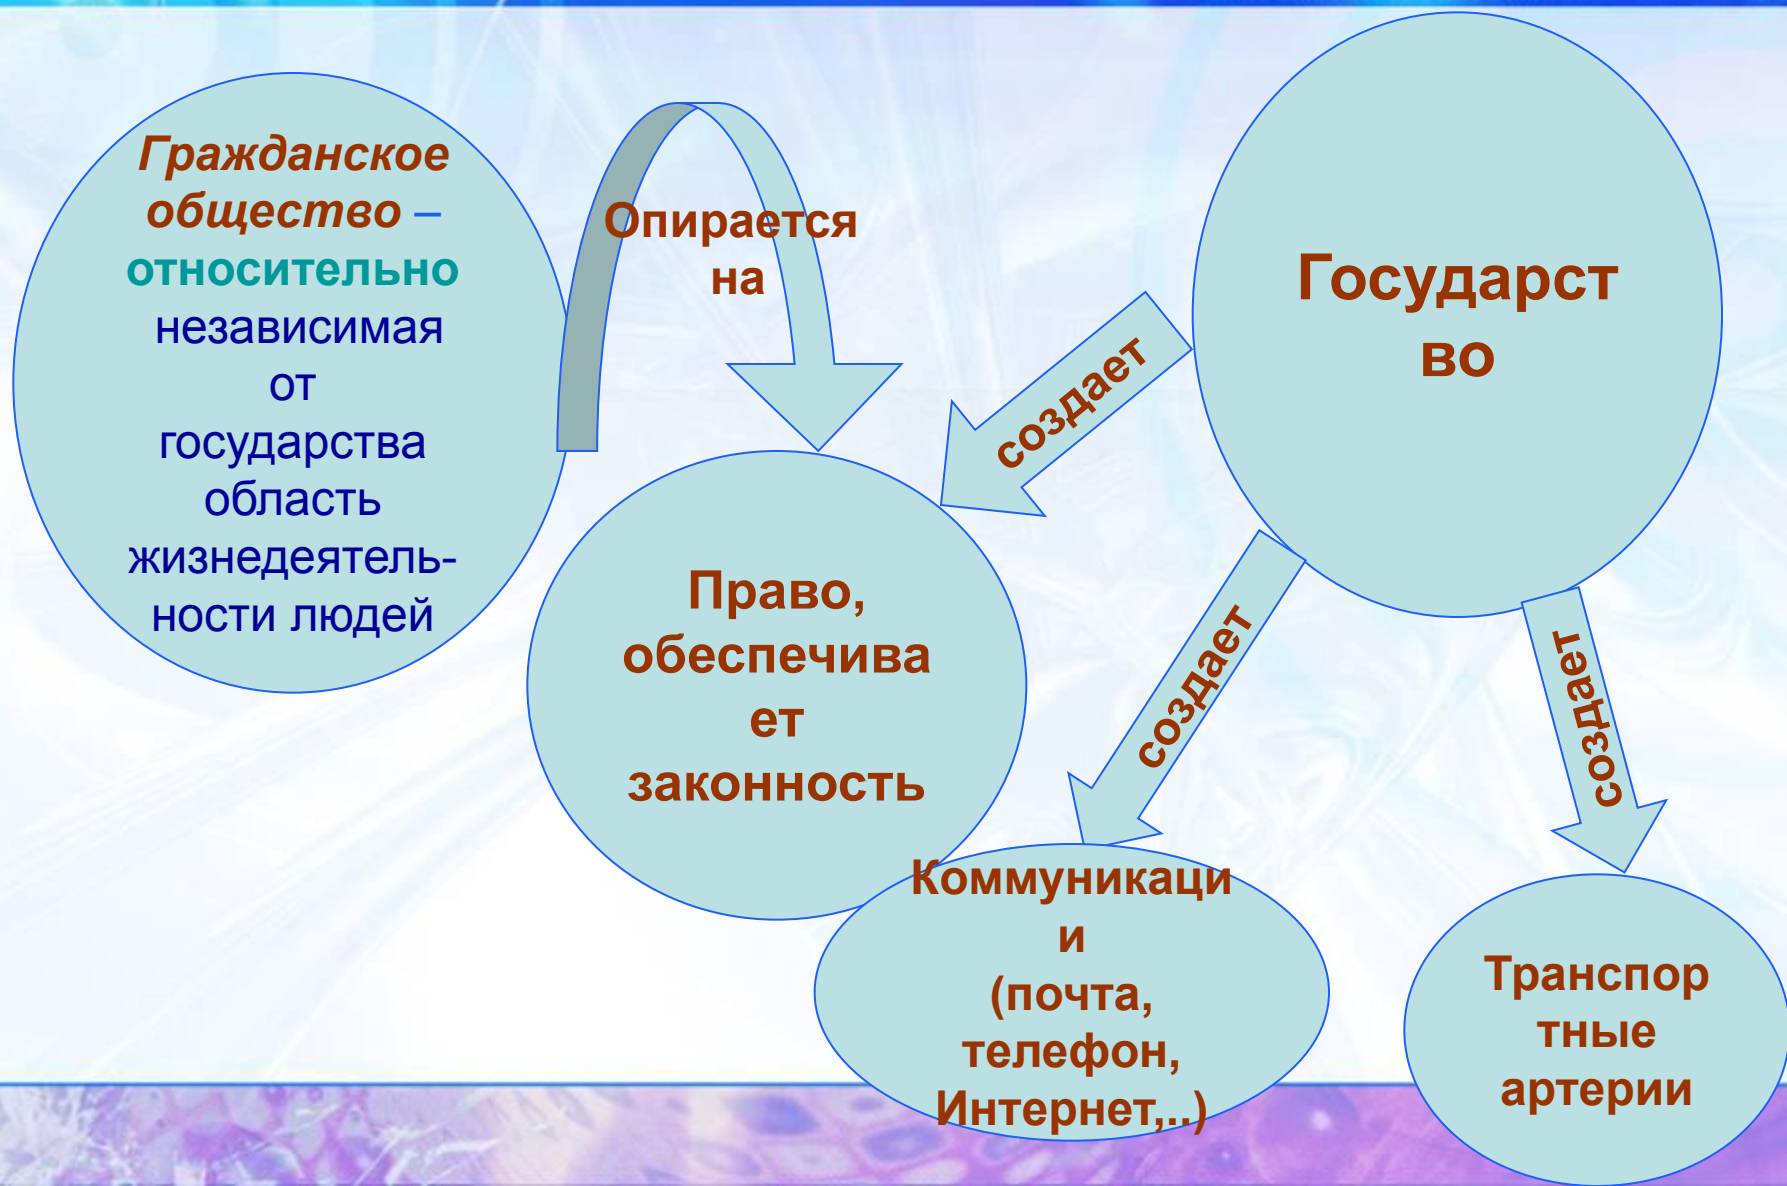 Гражданское
общество –
относительно
независимая
от
государства
область
жизнедеятель-
ности людей
Опирается
на
Государст
во
создает
создает
создает
Право,
обеспечива
ет
законность
Коммуникаци
и
(почта,
телефон,
Интернет,..)
Транспор
тные
артерии